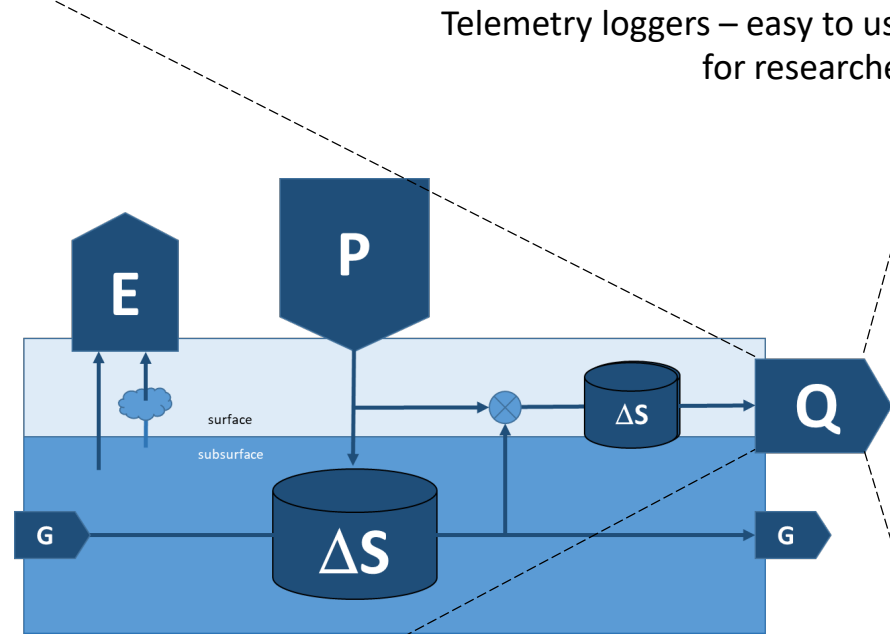 Telemetry loggers – easy to us
for researche
P
E
Q
ΔS
surface
subsurface
G
G
ΔS